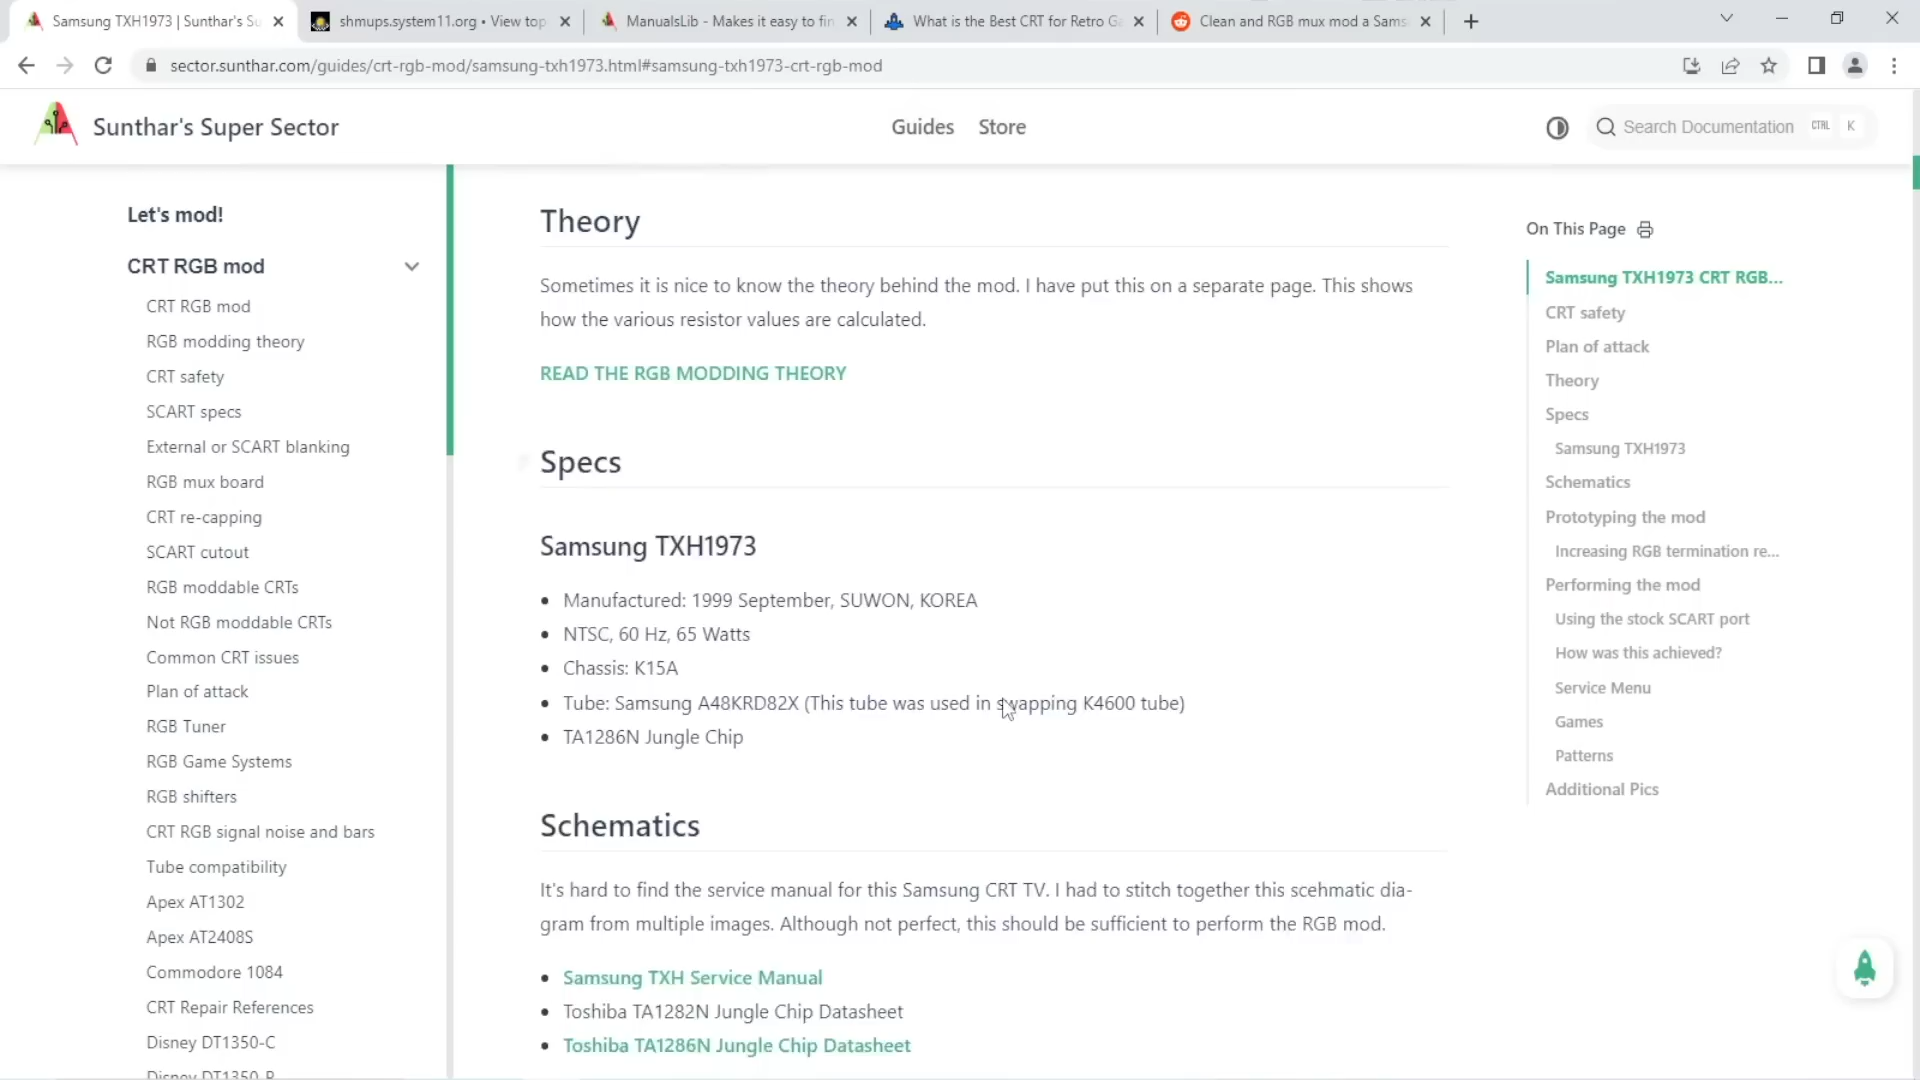 Samsung TXH1973 | Sunthar's Su
shmups.system11.org • View top
ManualsLib - Makes it easy to fin
What is the Best CRT for Retro Ga
Clean and RGB mux mod a Sams
sector.sunthar.com/guides/crt-rgb-mod/samsung-txh1973.html#samsung-txh1973-crt-rgb-mod
Sunthar's Super Sector
Guides
Store
Search Documentation
CTRL K
Let's mod!
CRT RGB mod
CRT RGB mod
RGB modding theory
CRT safety
SCART specs
External or SCART blanking
RGB mux board
CRT re-capping
SCART cutout
RGB moddable CRTs
Not RGB moddable CRTs
Common CRT issues
Plan of attack
RGB Tuner
RGB Game Systems
RGB shifters
CRT RGB signal noise and bars
Tube compatibility
Apex AT1302
Apex AT2408S
Commodore 1084
CRT Repair References
Disney DT1350-C
Disney DT1350-P
Theory
Sometimes it is nice to know the theory behind the mod. I have put this on a separate page. This shows
how the various resistor values are calculated.
READ THE RGB MODDING THEORY
Specs
Samsung TXH1973
• Manufactured: 1999 September, SUWON, KOREA
• NTSC, 60 Hz, 65 Watts
• Chassis: K15A
• Tube: Samsung A48KRD82X (This tube was used in swapping K4600 tube)
• TA1286N Jungle Chip
Schematics
It's hard to find the service manual for this Samsung CRT TV. I had to stitch together this scehmatic dia-
gram from multiple images. Although not perfect, this should be sufficient to perform the RGB mod.
• Samsung TXH Service Manual
• Toshiba TA1282N Jungle Chip Datasheet
• Toshiba TA1286N Jungle Chip Datasheet
On This Page
Samsung TXH1973 CRT RGB...
CRT safety
Plan of attack
Theory
Specs
Samsung TXH1973
Schematics
Prototyping the mod
Increasing RGB termination re...
Performing the mod
Using the stock SCART port
How was this achieved?
Service Menu
Games
Patterns
Additional Pics